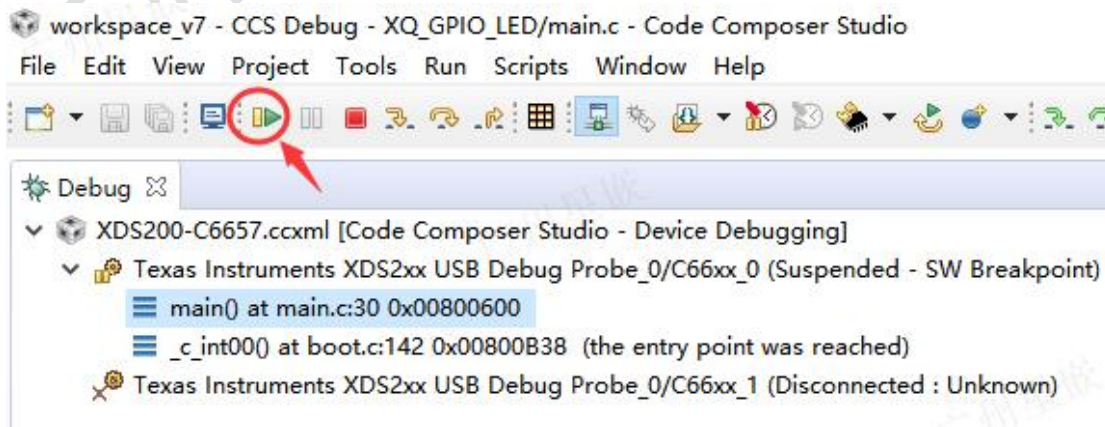 workspace_v7 - CCS Debug - XQ_GPIO_LED/main.c - Code Composer Studio
File Edit View Project Tools Run Scripts Window Help
Debug
XDS200-C6657.ccxml [Code Composer Studio - Device Debugging]
Texas Instruments XDS2xx USB Debug Probe_0/C66xx_0 (Suspended - SW Breakpoint)
main() at main.c:30 0x00800600
_c_int00() at boot.c:142 0x00800B38 (the entry point was reached)
Texas Instruments XDS2xx USB Debug Probe_0/C66xx_1 (Disconnected : Unknown)